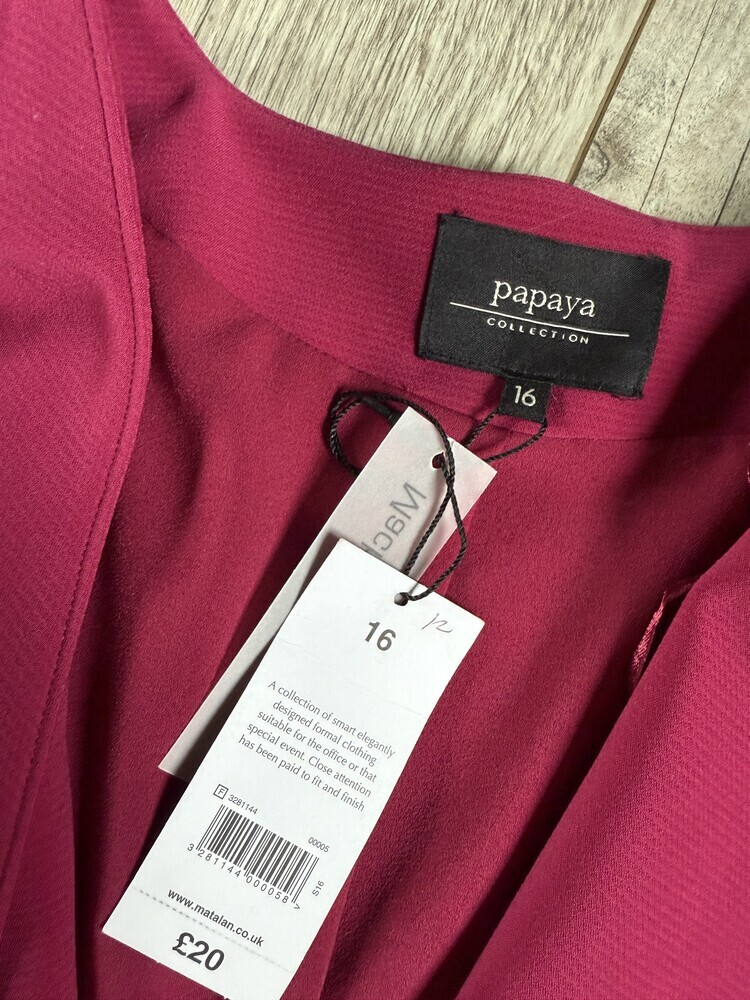 papaya
COLLECTION
16
Mac
16
A collection of smart elegantly
designed formal clothing
suitable for the office or that
special event. Close attention
has been paid to fit and finish
F 3281144
00005
3 281144 000058 >
S16
www.matalan.co.uk
£20